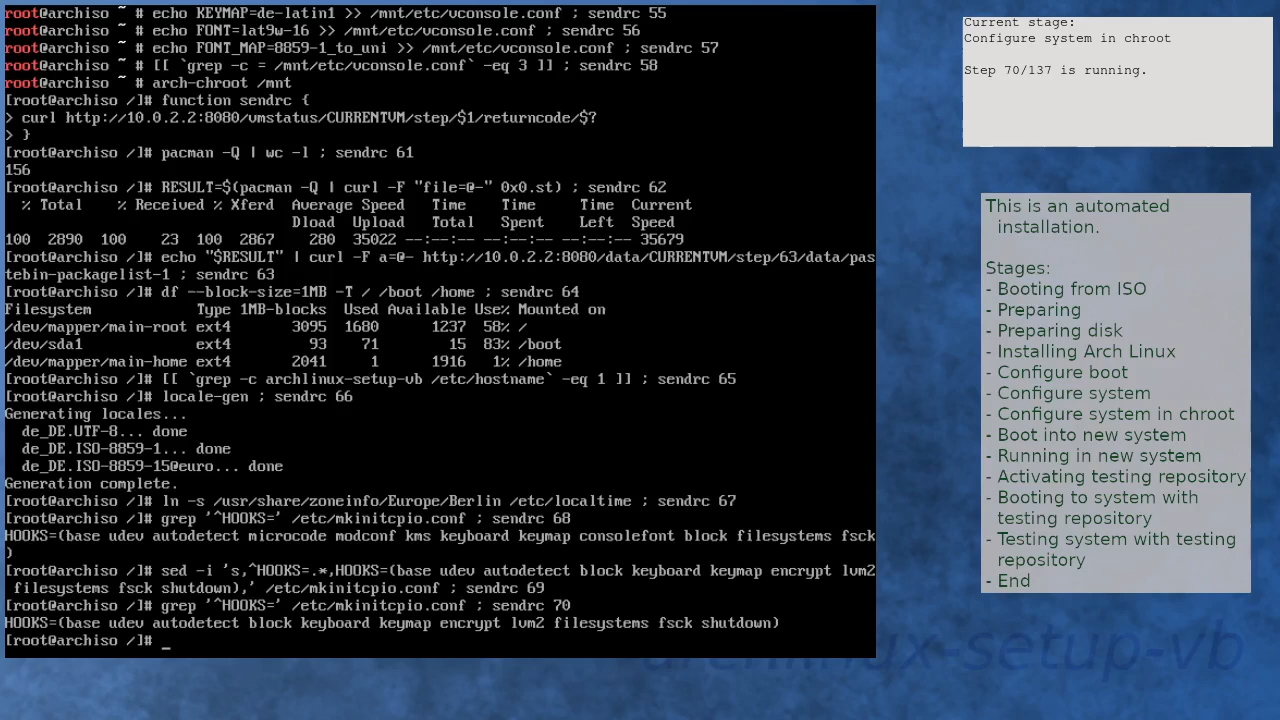 root@archiso ~ # echo KEYMAP=de-latin1 >> /mnt/etc/vconsole.conf ; sendrc 55
root@archiso ~ # echo FONT=lat9w-16 >> /mnt/etc/vconsole.conf ; sendrc 56
root@archiso ~ # echo FONT_MAP=8859-1_to_uni >> /mnt/etc/vconsole.conf ; sendrc 57
root@archiso ~ # [[ `grep -c = /mnt/etc/vconsole.conf` -eq 3 ]] ; sendrc 58
root@archiso ~ # arch-chroot /mnt
[root@archiso /]# function sendrc {
> curl http://10.0.2.2:8080/vmstatus/CURRENTVM/step/$1/returncode/$?
> }
[root@archiso /]# pacman -Q | wc -l ; sendrc 61
156
[root@archiso /]# RESULT=$(pacman -Q | curl -F "file=@-" 0x0.st) ; sendrc 62
  % Total    % Received % Xferd  Average Speed   Time    Time     Time  Current
                                 Dload  Upload   Total   Spent    Left  Speed
100  2890  100    23  100  2867    280  35022 --:--:-- --:--:-- --:--:-- 35679
[root@archiso /]# echo "$RESULT" | curl -F a=@- http://10.0.2.2:8080/data/CURRENTVM/step/63/data/pas
tebin-packagelist-1 ; sendrc 63
[root@archiso /]# df --block-size=1MB -T / /boot /home ; sendrc 64
Filesystem            Type 1MB-blocks  Used Available Use% Mounted on
/dev/mapper/main-root ext4       3095  1680      1237  58% /
/dev/sda1             ext4         93    71        15  83% /boot
/dev/mapper/main-home ext4       2041     1      1916   1% /home
[root@archiso /]# [[ `grep -c archlinux-setup-vb /etc/hostname` -eq 1 ]] ; sendrc 65
[root@archiso /]# locale-gen ; sendrc 66
Generating locales...
  de_DE.UTF-8... done
  de_DE.ISO-8859-1... done
  de_DE.ISO-8859-15@euro... done
Generation complete.
[root@archiso /]# ln -s /usr/share/zoneinfo/Europe/Berlin /etc/localtime ; sendrc 67
[root@archiso /]# grep '^HOOKS=' /etc/mkinitcpio.conf ; sendrc 68
HOOKS=(base udev autodetect microcode modconf kms keyboard keymap consolefont block filesystems fsck
)
[root@archiso /]# sed -i 's,^HOOKS=.*,HOOKS=(base udev autodetect block keyboard keymap encrypt lvm2
 filesystems fsck shutdown),' /etc/mkinitcpio.conf ; sendrc 69
[root@archiso /]# grep '^HOOKS=' /etc/mkinitcpio.conf ; sendrc 70
HOOKS=(base udev autodetect block keyboard keymap encrypt lvm2 filesystems fsck shutdown)
[root@archiso /]# _
Current stage:
Configure system in chroot
Step 70/137 is running.
This is an automated
installation.
Stages:
- Booting from ISO
- Preparing
- Preparing disk
- Installing Arch Linux
- Configure boot
- Configure system
- Configure system in chroot
- Boot into new system
- Running in new system
- Activating testing repository
- Booting to system with
testing repository
- Testing system with testing
repository
- End
archlinux-setup-vb